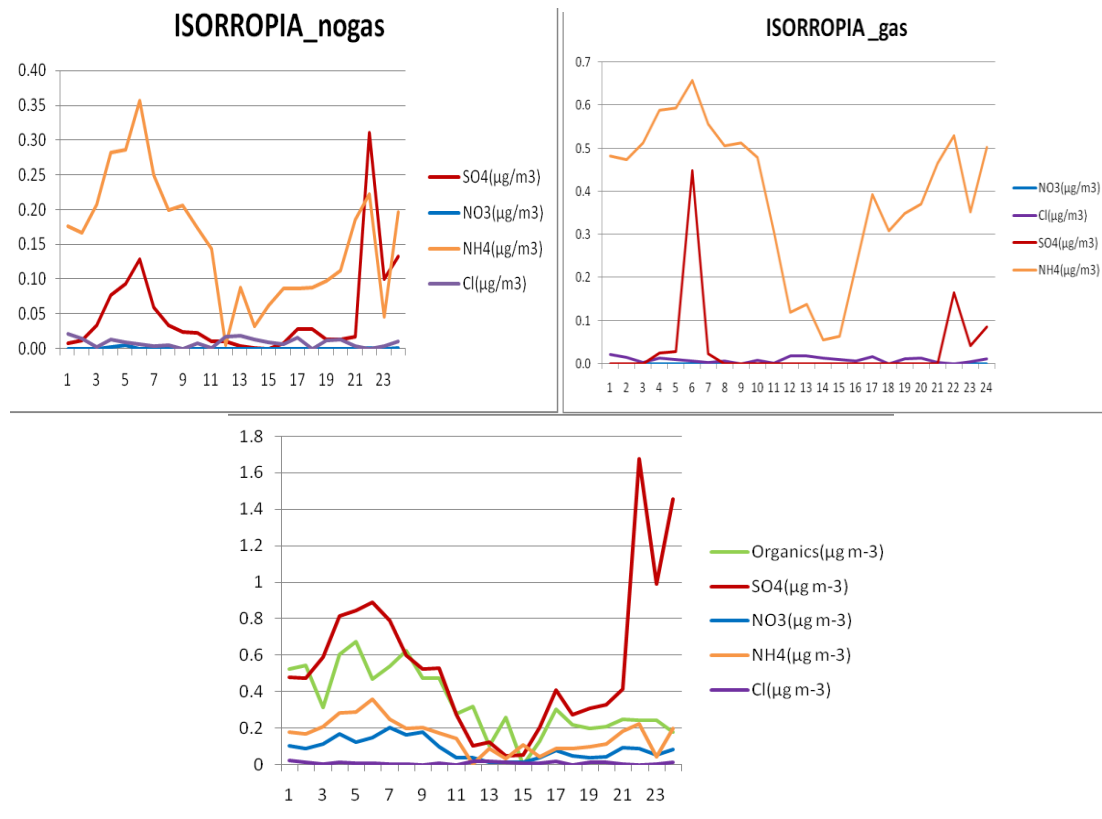 ISORROPIA_nogas
0.40
0.35
0.30
0.25
0.20
0.15
0.10
0.05
0.00
1 3 5 7 9 11 13 15 17 19 21 23
SO4(µg/m3)
NO3(µg/m3)
NH4(µg/m3)
Cl(µg/m3)
ISORROPIA_gas
0.7
0.6
0.5
0.4
0.3
0.2
0.1
0.0
1 2 3 4 5 6 7 8 9 10 11 12 13 14 15 16 17 18 19 20 21 22 23 24
NO3(µg/m3)
Cl(µg/m3)
SO4(µg/m3)
NH4(µg/m3)
1.8
1.6
1.4
1.2
1
0.8
0.6
0.4
0.2
0
1 3 5 7 9 11 13 15 17 19 21 23
Organics(µg m-3)
SO4(µg m-3)
NO3(µg m-3)
NH4(µg m-3)
Cl(µg m-3)